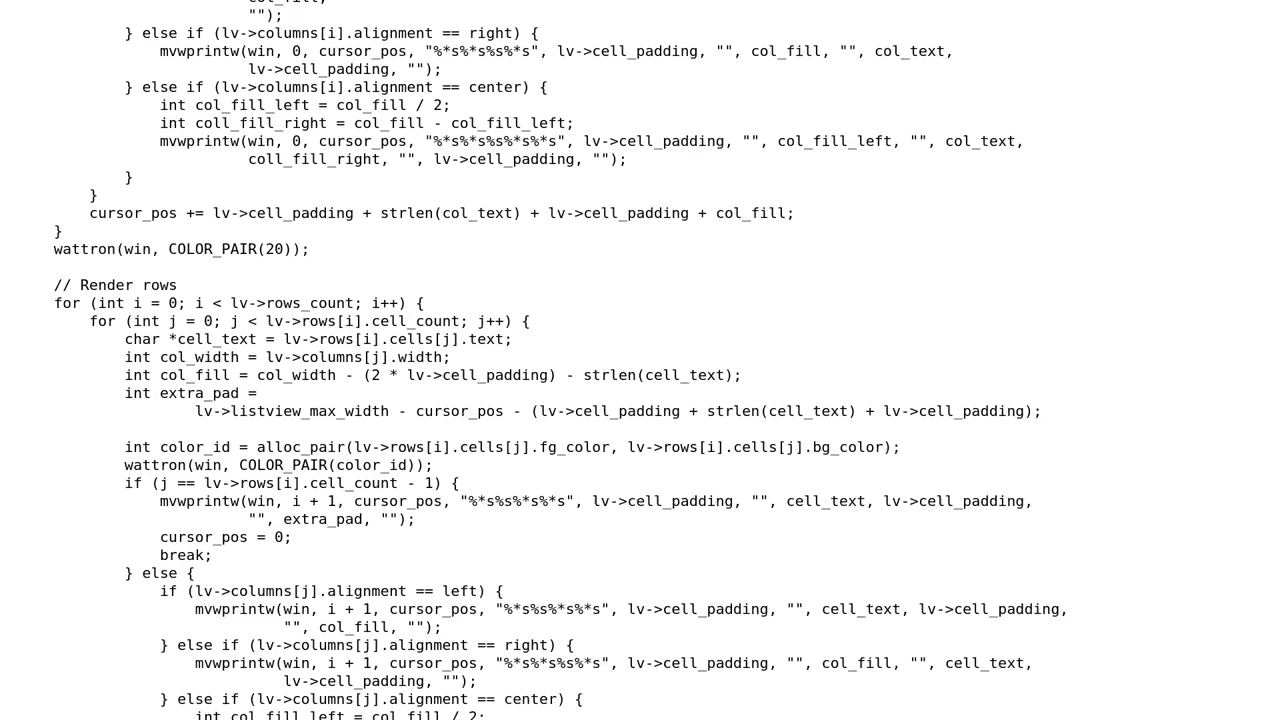 col_fill,
"");
} else if (lv->columns[i].alignment == right) {
mvwprintw(win, 0, cursor_pos, "%*s%*s%s%*s", lv->cell_padding, "", col_fill, "", col_text,
lv->cell_padding, "");
} else if (lv->columns[i].alignment == center) {
int col_fill_left = col_fill / 2;
int coll_fill_right = col_fill - col_fill_left;
mvwprintw(win, 0, cursor_pos, "%*s%*s%s%*s%*s", lv->cell_padding, "", col_fill_left, "", col_text,
coll_fill_right, "", lv->cell_padding, "");
}
}
cursor_pos += lv->cell_padding + strlen(col_text) + lv->cell_padding + col_fill;
}
wattron(win, COLOR_PAIR(20));
// Render rows
for (int i = 0; i < lv->rows_count; i++) {
for (int j = 0; j < lv->rows[i].cell_count; j++) {
char *cell_text = lv->rows[i].cells[j].text;
int col_width = lv->columns[j].width;
int col_fill = col_width - (2 * lv->cell_padding) - strlen(cell_text);
int extra_pad =
lv->listview_max_width - cursor_pos - (lv->cell_padding + strlen(cell_text) + lv->cell_padding);
int color_id = alloc_pair(lv->rows[i].cells[j].fg_color, lv->rows[i].cells[j].bg_color);
wattron(win, COLOR_PAIR(color_id));
if (j == lv->rows[i].cell_count - 1) {
mvwprintw(win, i + 1, cursor_pos, "%*s%s%*s%*s", lv->cell_padding, "", cell_text, lv->cell_padding,
"", extra_pad, "");
cursor_pos = 0;
break;
} else {
if (lv->columns[j].alignment == left) {
mvwprintw(win, i + 1, cursor_pos, "%*s%s%*s%*s", lv->cell_padding, "", cell_text, lv->cell_padding,
"", col_fill, "");
} else if (lv->columns[j].alignment == right) {
mvwprintw(win, i + 1, cursor_pos, "%*s%*s%s%*s", lv->cell_padding, "", col_fill, "", cell_text,
lv->cell_padding, "");
} else if (lv->columns[j].alignment == center) {
int col_fill_left = col_fill / 2;